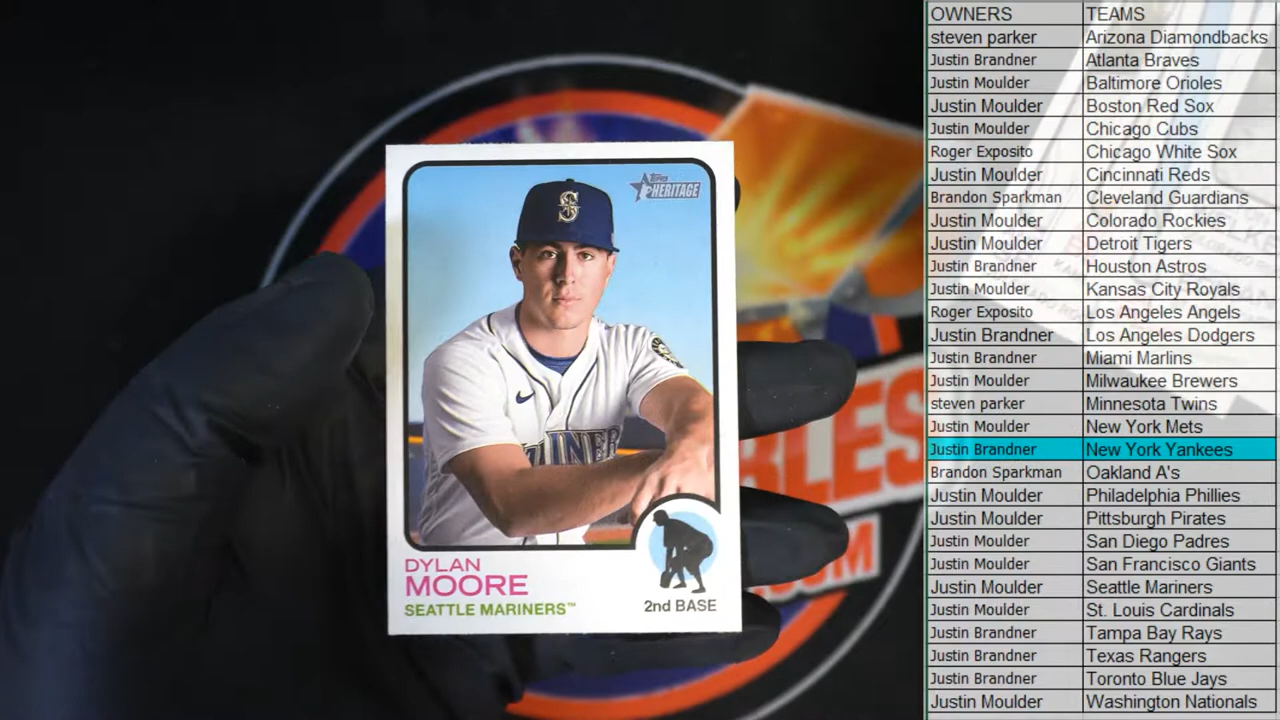 Topps
HERITAGE
S
MARINERS
DYLAN
MOORE
SEATTLE MARINERS™
2nd BASE
BLES
.COM
OWNERS TEAMS
steven parker Arizona Diamondbacks
Justin Brandner Atlanta Braves
Justin Moulder Baltimore Orioles
Justin Moulder Boston Red Sox
Justin Moulder Chicago Cubs
Roger Exposito Chicago White Sox
Justin Moulder Cincinnati Reds
Brandon Sparkman Cleveland Guardians
Justin Moulder Colorado Rockies
Justin Moulder Detroit Tigers
Justin Brandner Houston Astros
Justin Moulder Kansas City Royals
Roger Exposito Los Angeles Angels
Justin Brandner Los Angeles Dodgers
Justin Brandner Miami Marlins
Justin Moulder Milwaukee Brewers
steven parker Minnesota Twins
Justin Moulder New York Mets
Justin Brandner New York Yankees
Brandon Sparkman Oakland A's
Justin Moulder Philadelphia Phillies
Justin Moulder Pittsburgh Pirates
Justin Moulder San Diego Padres
Justin Moulder San Francisco Giants
Justin Moulder Seattle Mariners
Justin Moulder St. Louis Cardinals
Justin Brandner Tampa Bay Rays
Justin Brandner Texas Rangers
Justin Brandner Toronto Blue Jays
Justin Moulder Washington Nationals